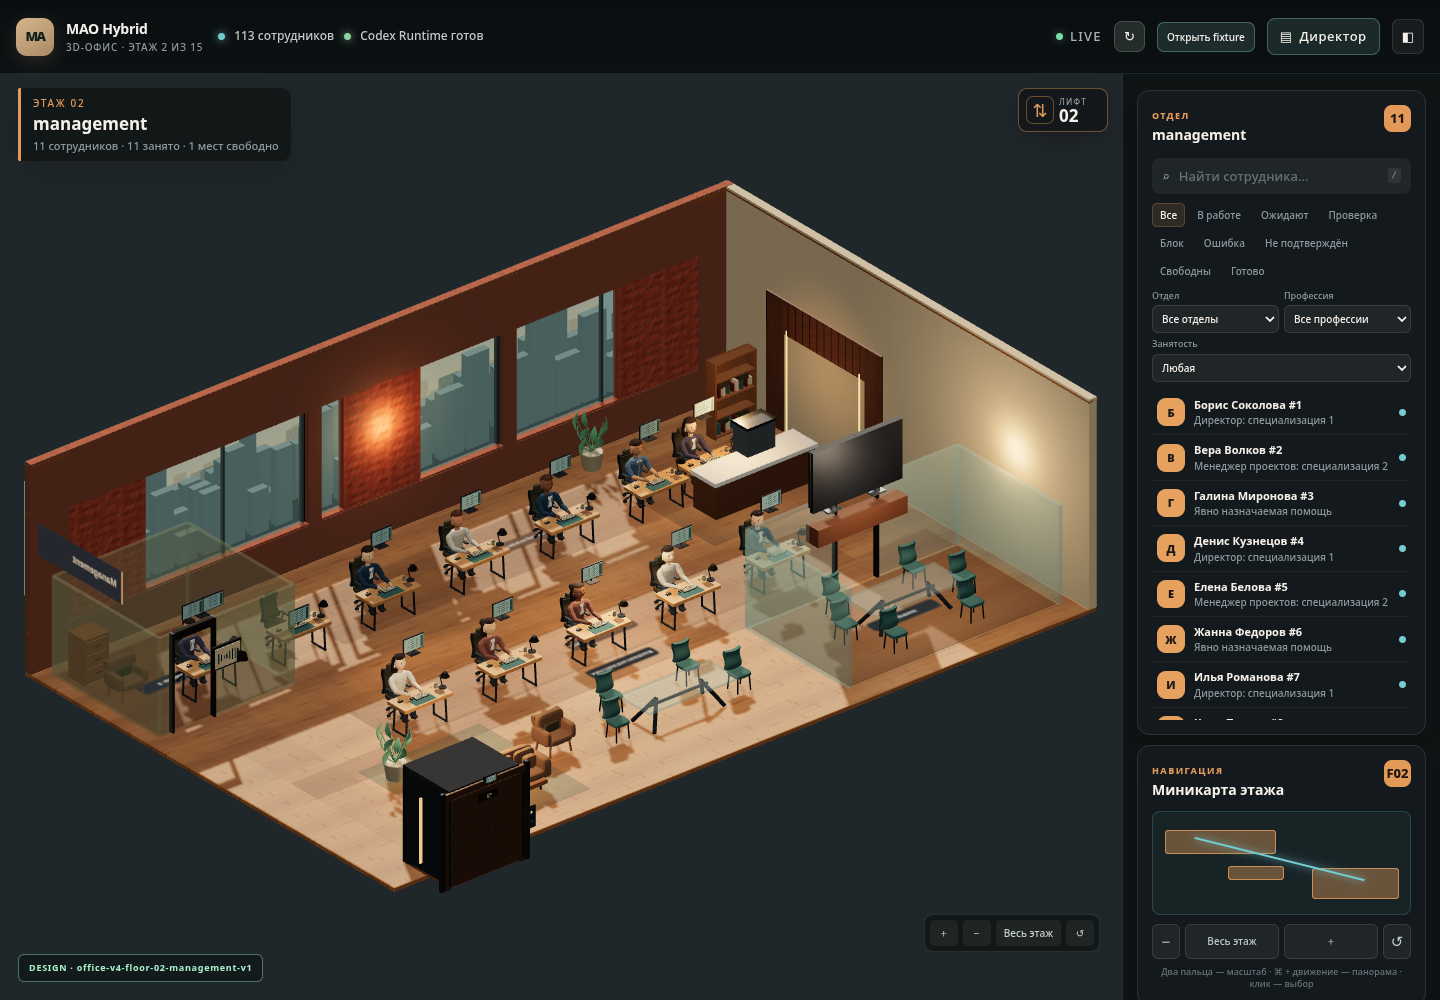 MA
MAO Hybrid
3D-ОФИС · ЭТАЖ 2 ИЗ 15
113 сотрудников
Codex Runtime готов
LIVE
Открыть fixture
Директор
ЭТАЖ 02
management
11 сотрудников · 11 занято · 1 мест свободно
ЛИФТ
02
Management
+
−
Весь этаж
DESIGN · office-v4-floor-02-management-v1
ОТДЕЛ
management
11
Найти сотрудника...
/
Все
В работе
Ожидают
Проверка
Блок
Ошибка
Не подтверждён
Свободны
Готово
Отдел
Профессия
Все отделы
Все профессии
Занятость
Любая
Б
Борис Соколова #1
Директор: специализация 1
В
Вера Волков #2
Менеджер проектов: специализация 2
Г
Галина Миронова #3
Явно назначаемая помощь
Д
Денис Кузнецов #4
Директор: специализация 1
Е
Елена Белова #5
Менеджер проектов: специализация 2
Ж
Жанна Федоров #6
Явно назначаемая помощь
И
Илья Романова #7
Директор: специализация 1
НАВИГАЦИЯ
Миникарта этажа
F02
−
Весь этаж
+
Два пальца — масштаб · ⌘ + движение — панорама ·
клик — выбор